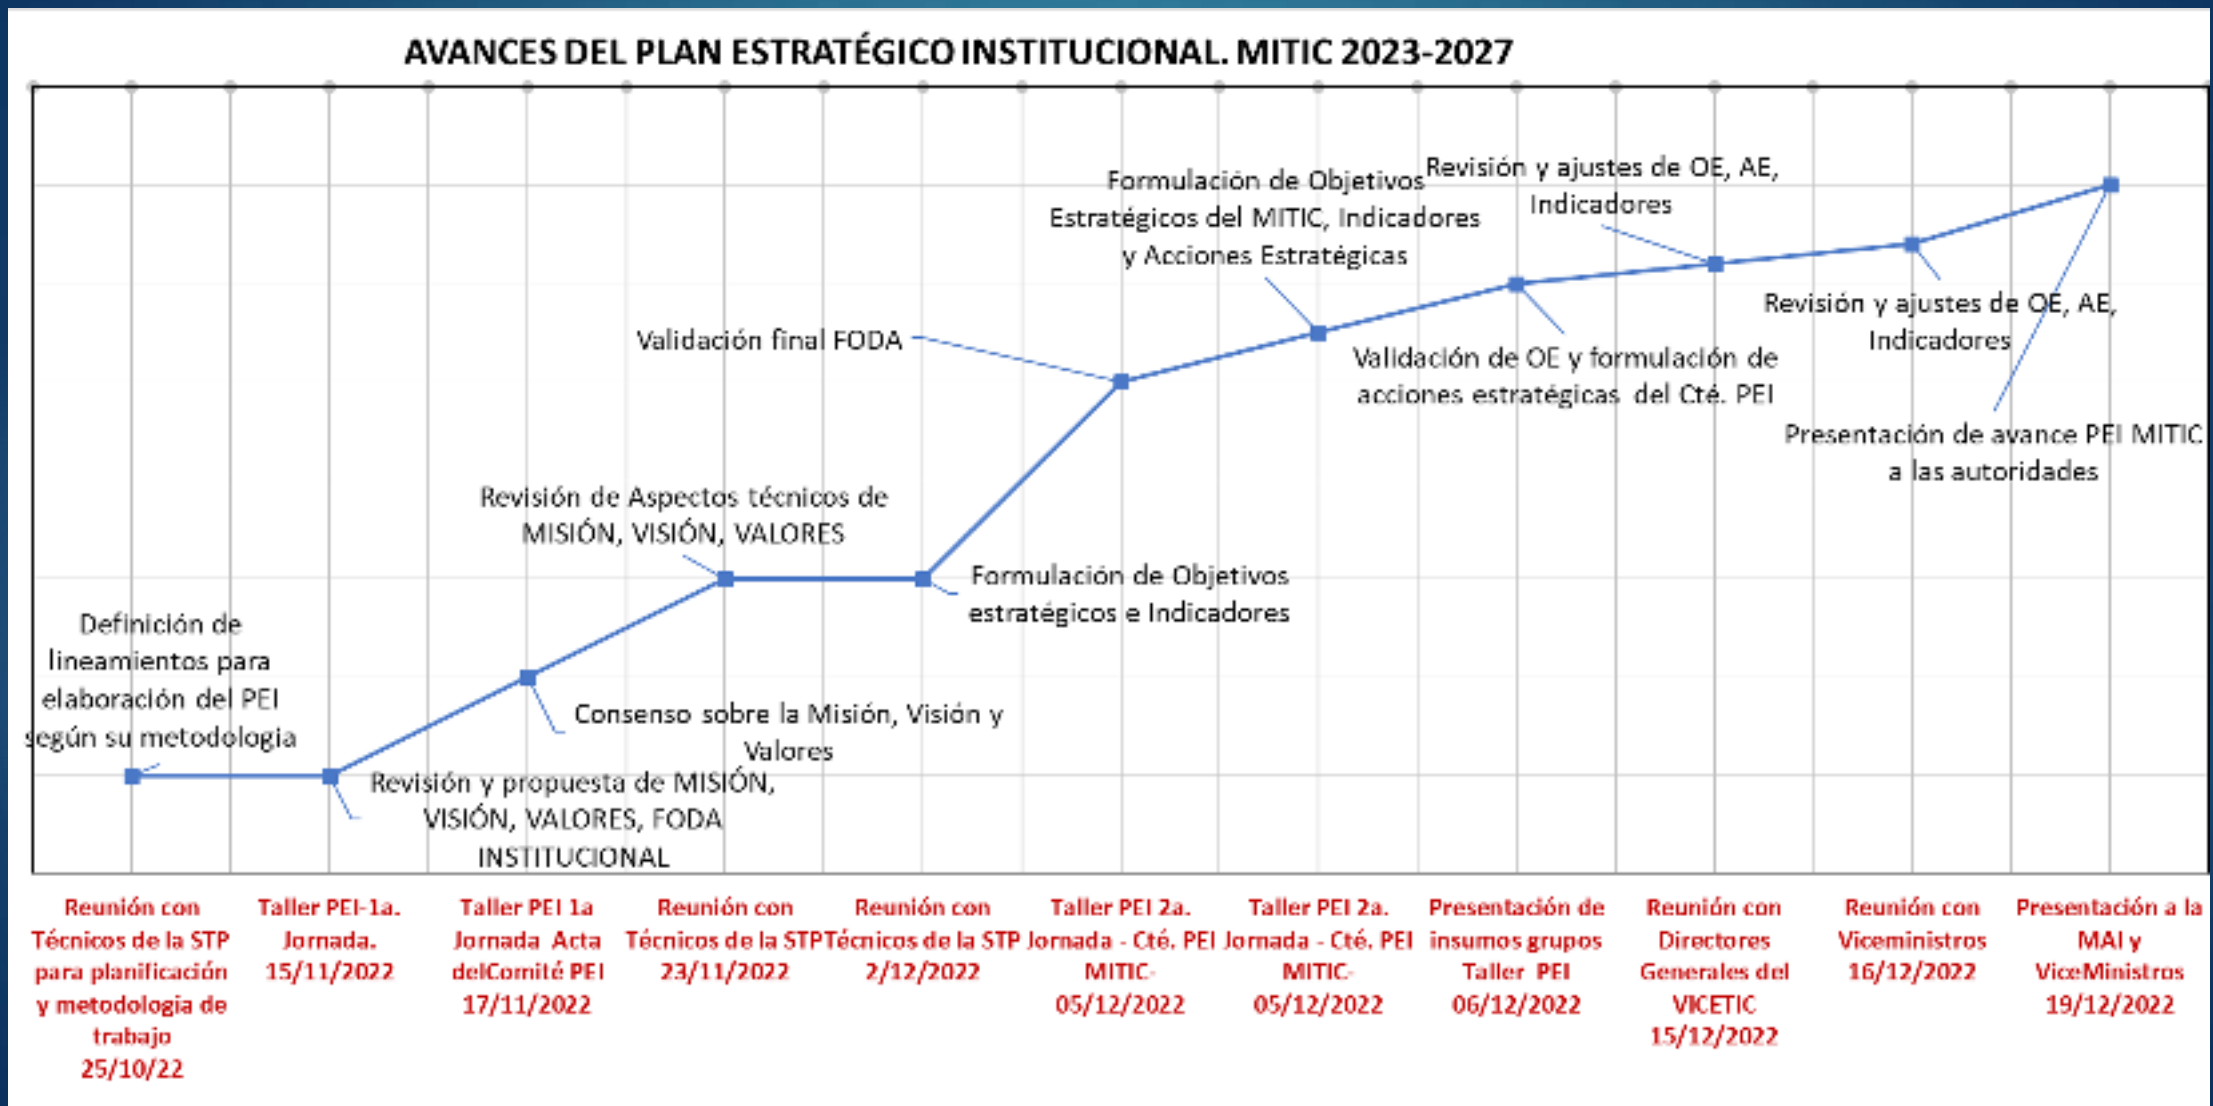 AVANCES DEL PLAN ESTRATÉGICO INSTITUCIONAL. MITIC 2023-2027
Definición de
lineamientos para
elaboración del PEI
según su metodologia
Revisión y propuesta de MISIÓN,
VISIÓN, VALORES, FODA
INSTITUCIONAL
Consenso sobre la Misión, Visión y
Valores
Revisión de Aspectos técnicos de
MISIÓN, VISIÓN, VALORES
Formulación de Objetivos
estratégicos e Indicadores
Validación final FODA
Formulación de Objetivos
Estratégicos del MITIC, Indicadores
y Acciones Estratégicas
Validación de OE y formulación de
acciones estratégicas del Cté. PEI
Revisión y ajustes de OE, AE,
Indicadores
Revisión y ajustes de OE, AE,
Indicadores
Presentación de avance PEI MITIC
a las autoridades
Reunión con
Técnicos de la STP
para planificación
y metodologia de
trabajo
25/10/22
Taller PEI-1a.
Jornada.
15/11/2022
Taller PEI 1a
Jornada Acta
delComité PEI
17/11/2022
Reunión con
Técnicos de la STP
23/11/2022
Reunión con
Técnicos de la STP
2/12/2022
Taller PEI 2a.
Jornada - Cté. PEI
MITIC-
05/12/2022
Taller PEI 2a.
Jornada - Cté. PEI
MITIC-
05/12/2022
Presentación de
insumos grupos
Taller PEI
06/12/2022
Reunión con
Directores
Generales del
VICETIC
15/12/2022
Reunión con
Viceministros
16/12/2022
Presentación a la
MAI y
ViceMinistros
19/12/2022